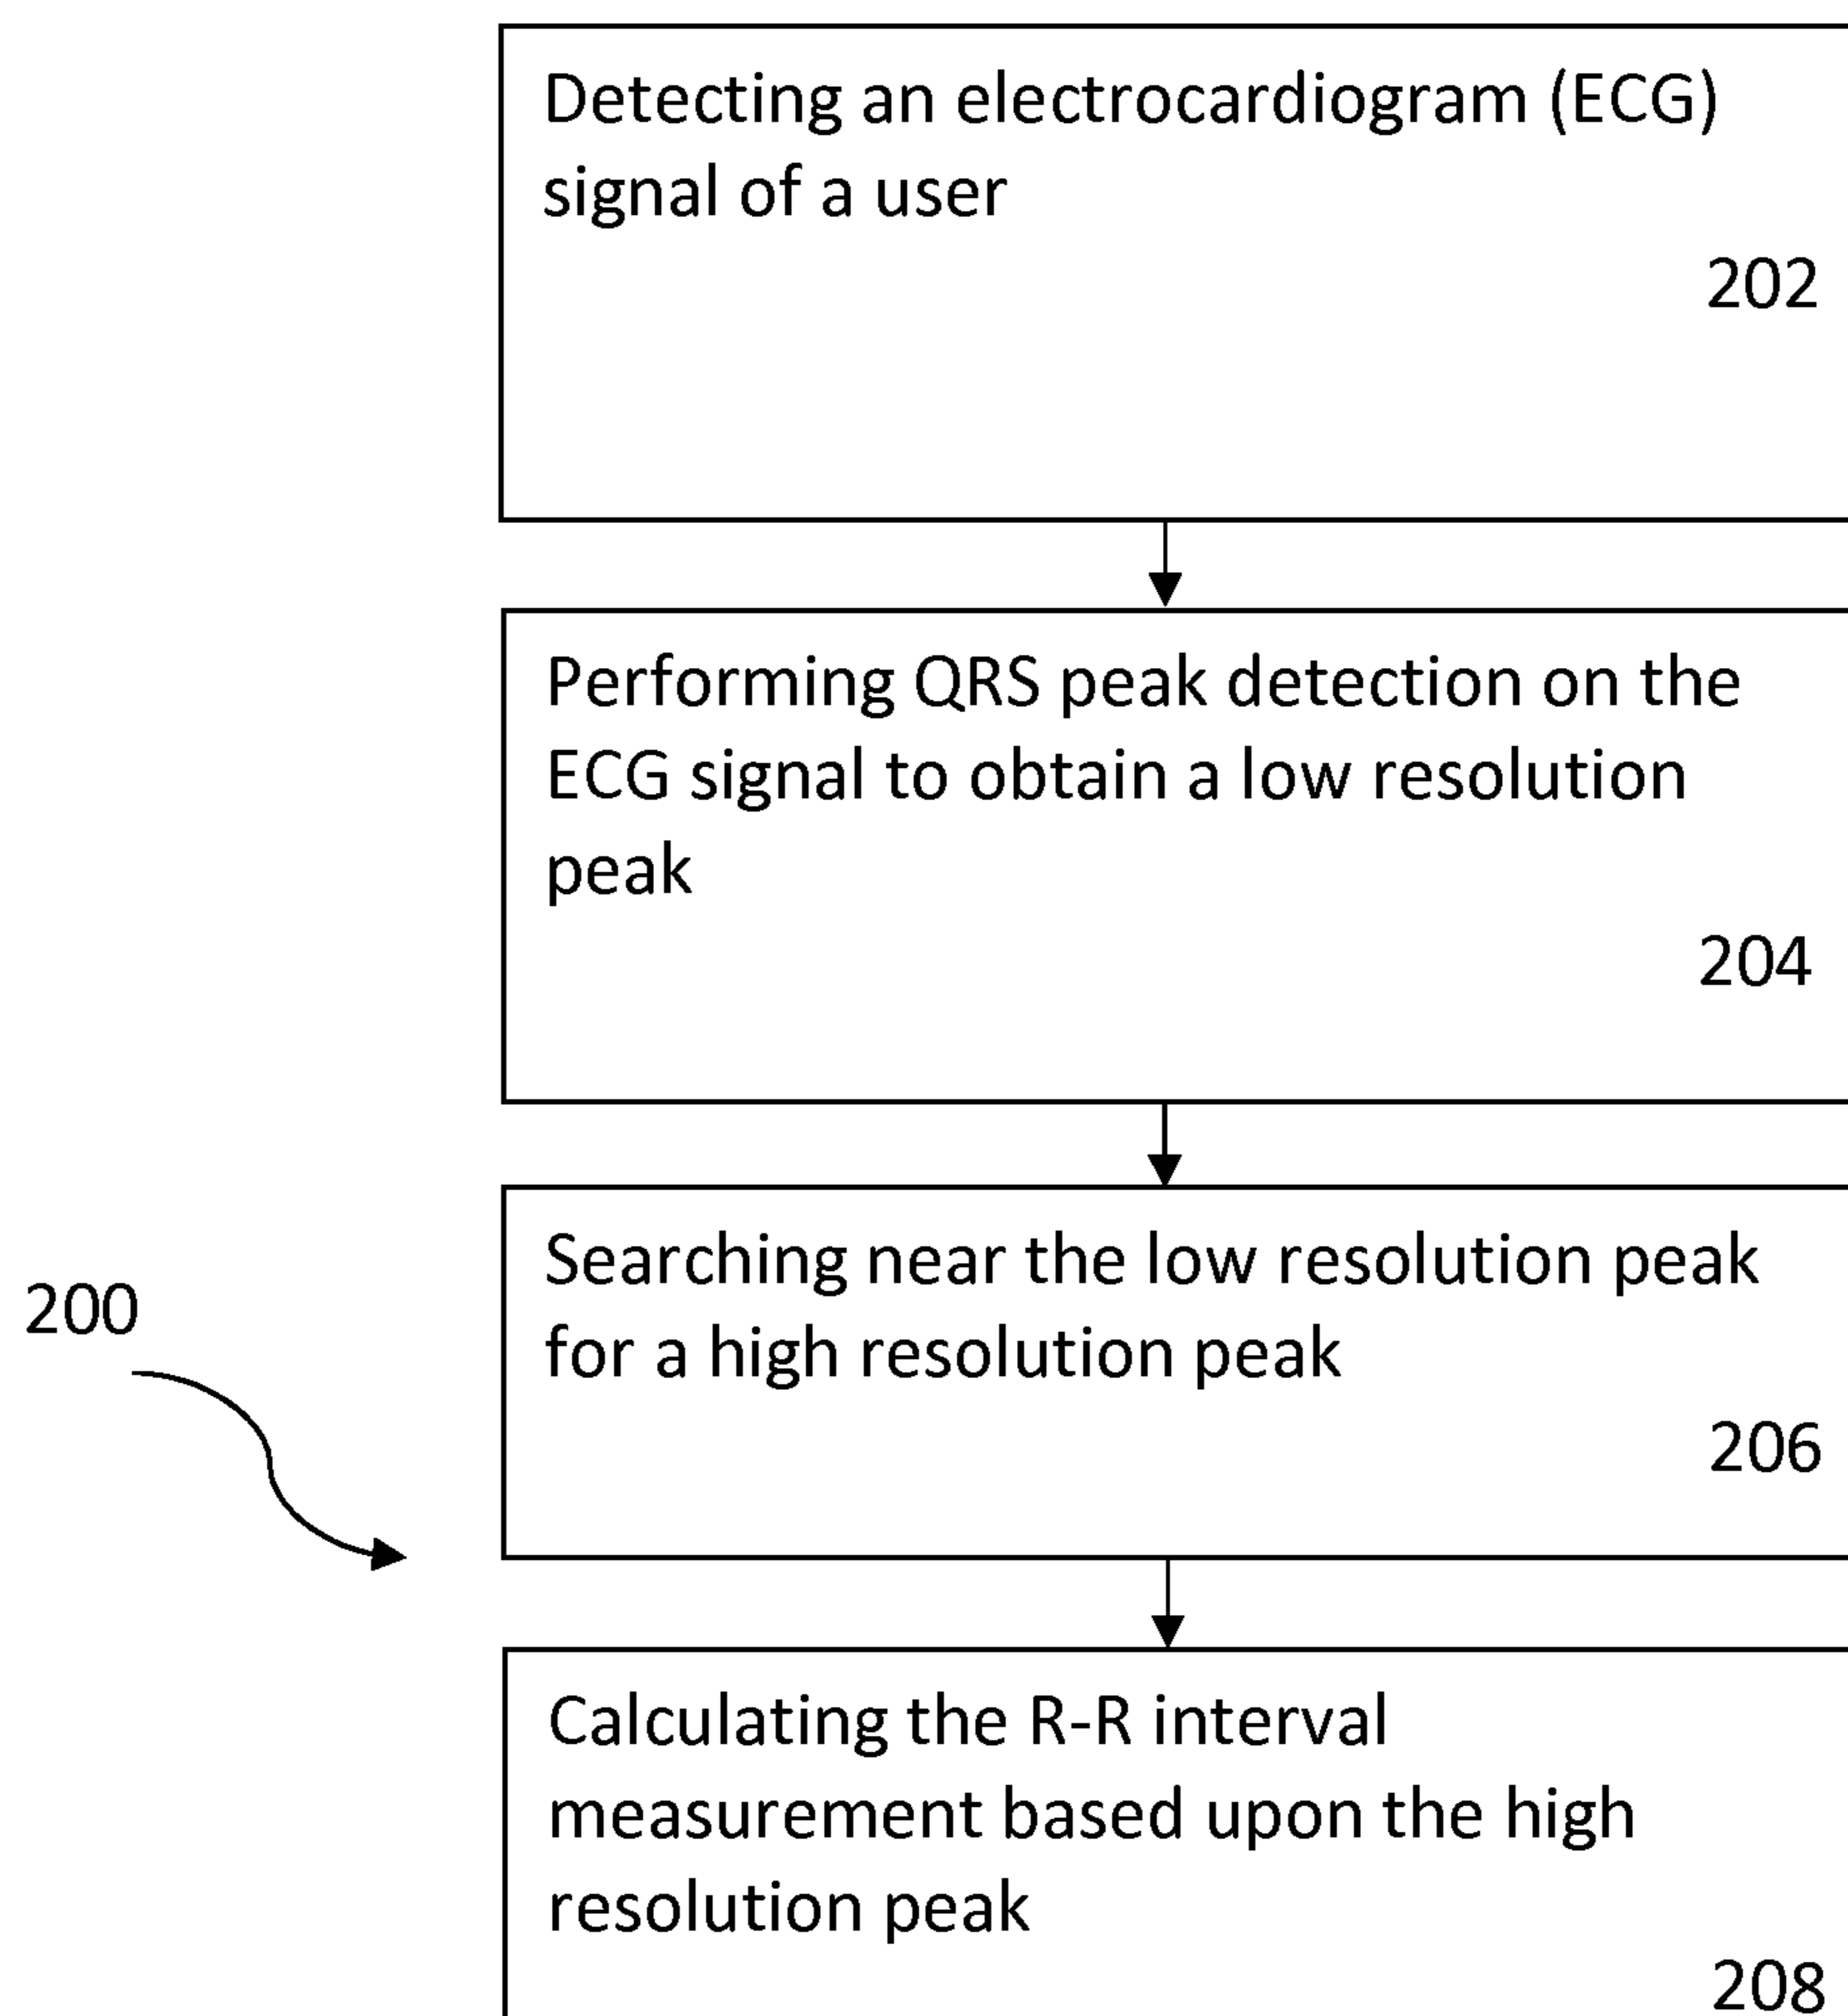 Detecting an electrocardiogram (ECG)
signal of a user
202
Performing QRS peak detection on the
ECG signal to obtain a low resolution
peak
204
Searching near the low resolution peak
for a high resolution peak
206
200
Calculating the R-R interval
measurement based upon the high
resolution peak
208